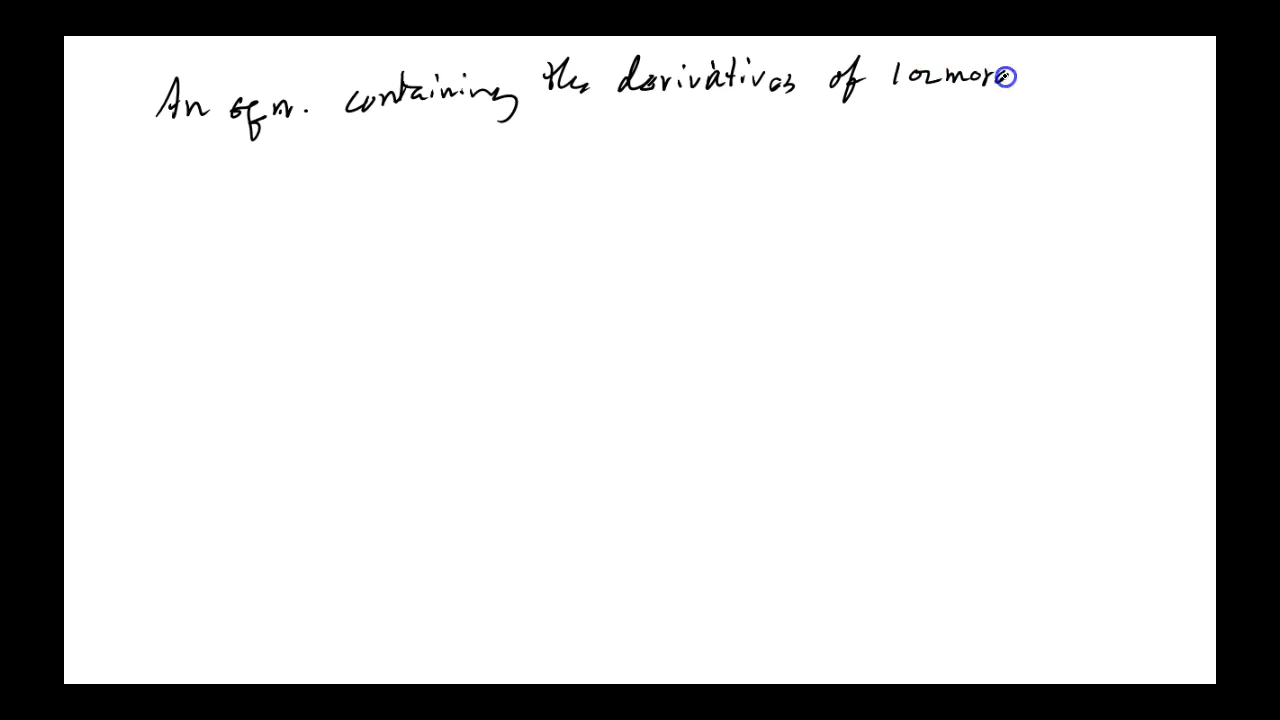 An eqn. containing the derivatives of 1 or more